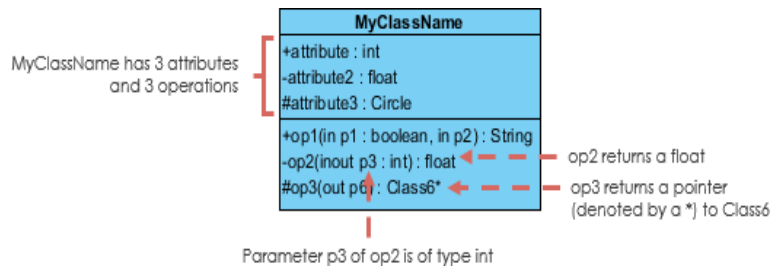 MyClassName
MyClassName has 3 attributes
and 3 operations
+attribute : int
-attribute2 : float
#attribute3 : Circle
+op1(in p1 : boolean, in p2) : String
-op2(inout p3 : int) : float
#op3(out p6) : Class6*
op2 returns a float
op3 returns a pointer
(denoted by a *) to Class6
Parameter p3 of op2 is of type int